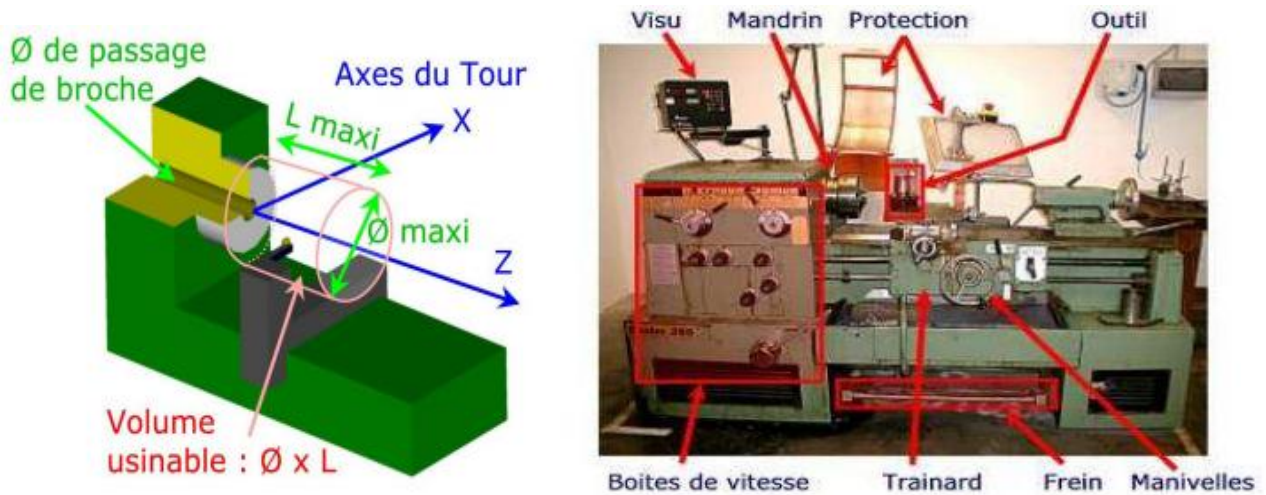 Ø de passage
de broche
Axes du Tour
L maxi
X
Ø maxi
Z
Volume
usinable : Ø x L
Visu
Mandrin
Protection
Outil
Boites de vitesse
Trainard
Frein
Manivelles